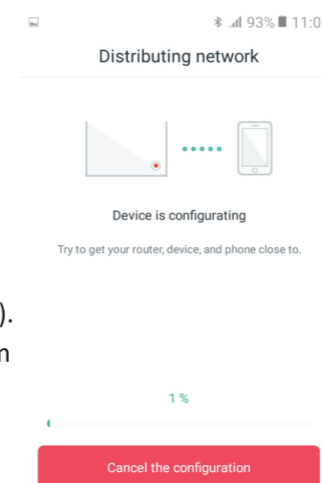 93% 11:0
Distributing network
Device is configurating
Try to get your router, device, and phone close to.
).
1 %
Cancel the configuration